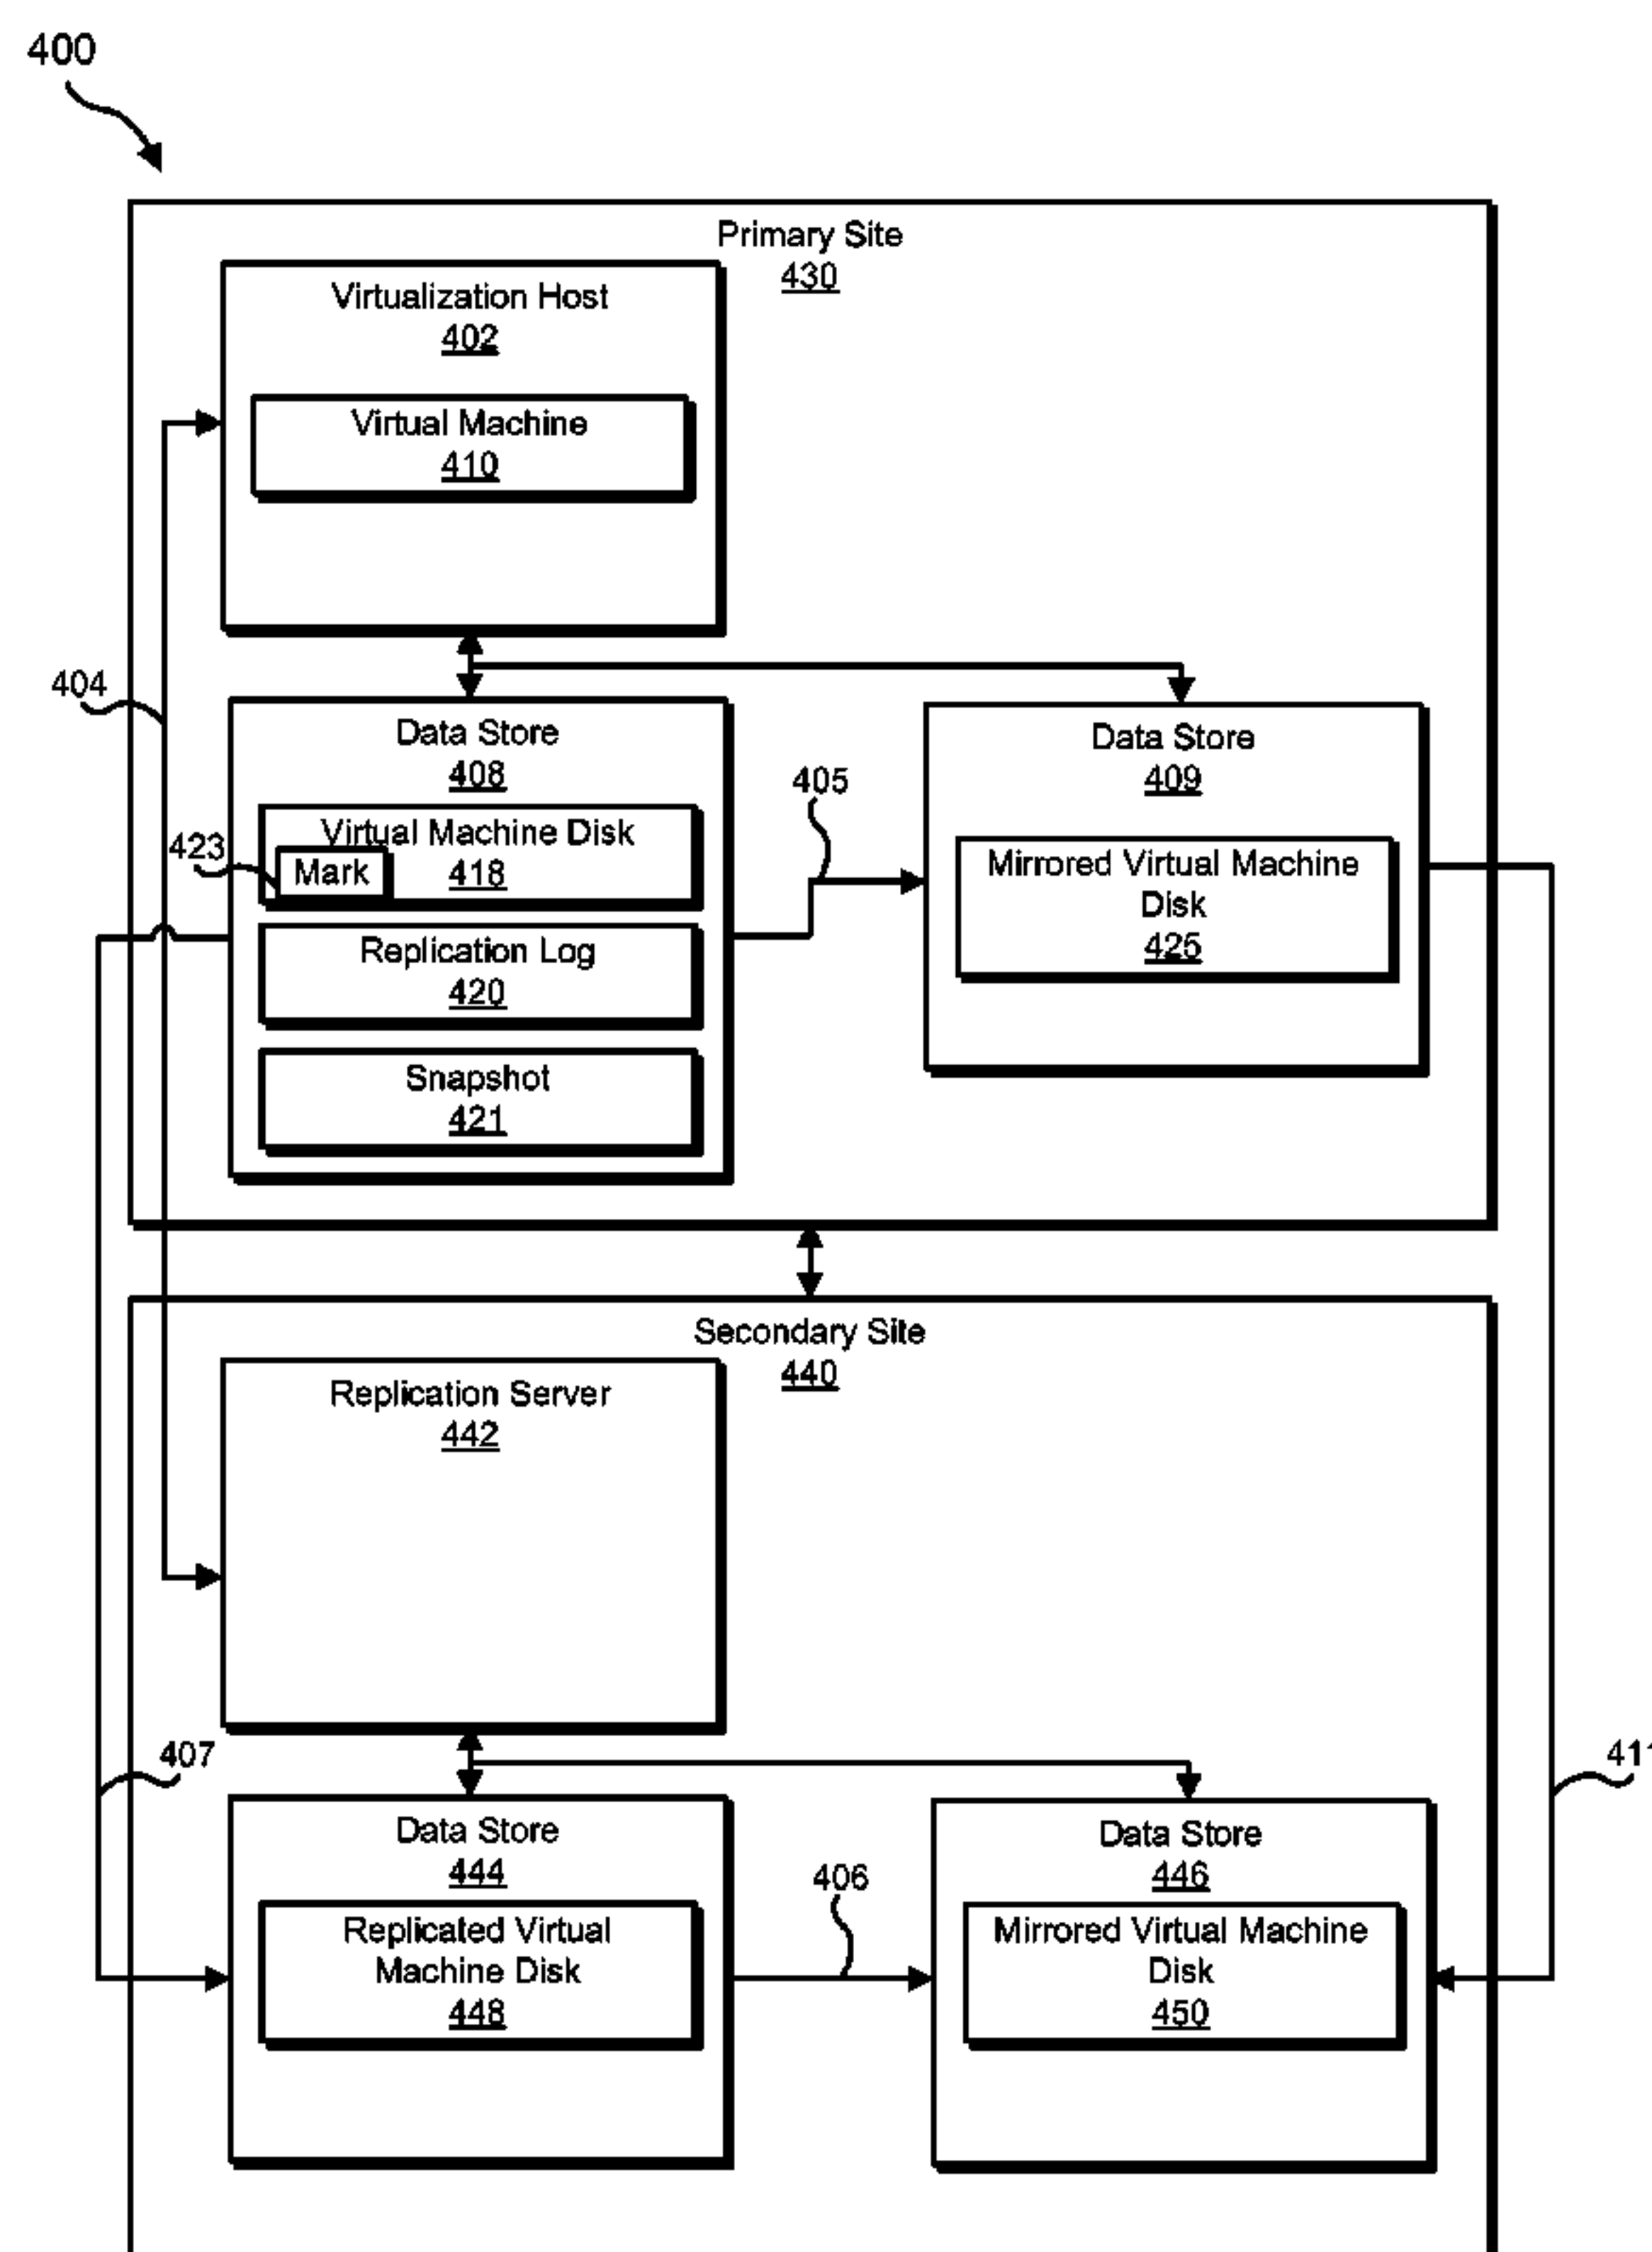 400
Primary Site
430
Virtualization Host
402
Virtual Machine
410
404
Data Store
408
Data Store
409
405
Virtual Machine Disk
418
423
Mark
Mirrored Virtual Machine
Disk
425
Replication Log
420
Snapshot
421
Secondary Site
440
Replication Server
442
407
411
Data Store
444
Data Store
446
406
Replicated Virtual
Machine Disk
448
Mirrored Virtual Machine
Disk
450